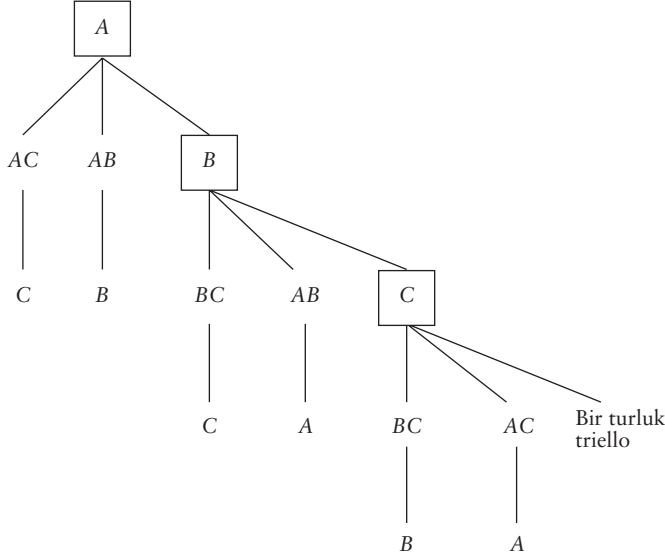 A
AC AB B
C B BC AB C
C A BC AC Bir turluk
triello
B A